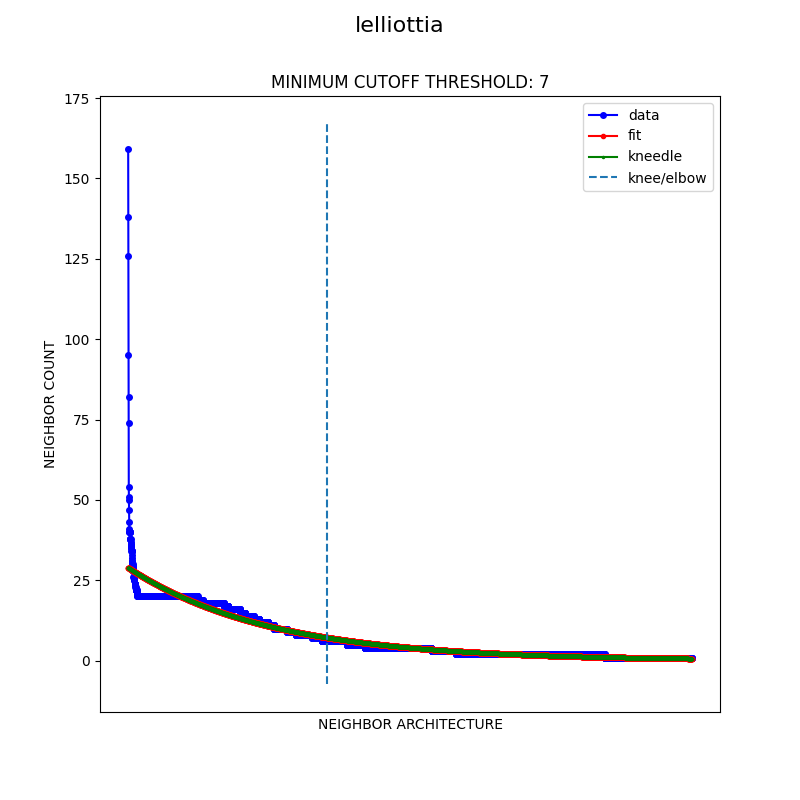 lelliottia
MINIMUM CUTOFF THRESHOLD: 7
175
150
125
100
75
50
25
0
NEIGHBOR COUNT
data
fit
kneedle
knee/elbow
NEIGHBOR ARCHITECTURE